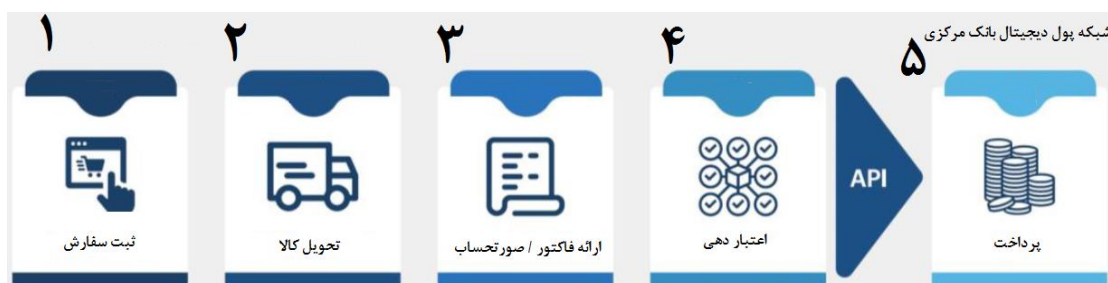 شبکه پول دیجیتال بانک مرکزی
۱
۲
۳
۴
۵
ثبت سفارش
تحویل کالا
ارائه فاکتور / صورتحساب
اعتبار دهی
API
پرداخت